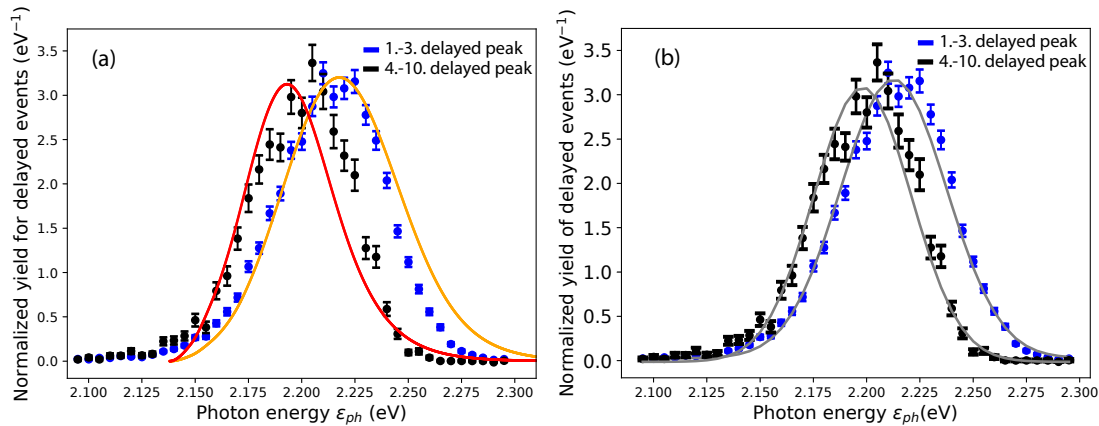 (a)
1.-3. delayed peak
4.-10. delayed peak
Normalized yield for delayed events (eV⁻¹)
3.5
3.0
2.5
2.0
1.5
1.0
0.5
0.0
2.100 2.125 2.150 2.175 2.200 2.225 2.250 2.275 2.300
Photon energy εₚₕ (eV)
(b)
1.-3. delayed peak
4.-10. delayed peak
Normalized yield of delayed events (eV⁻¹)
3.5
3.0
2.5
2.0
1.5
1.0
0.5
0.0
2.100 2.125 2.150 2.175 2.200 2.225 2.250 2.275 2.300
Photon energy εₚₕ(eV)